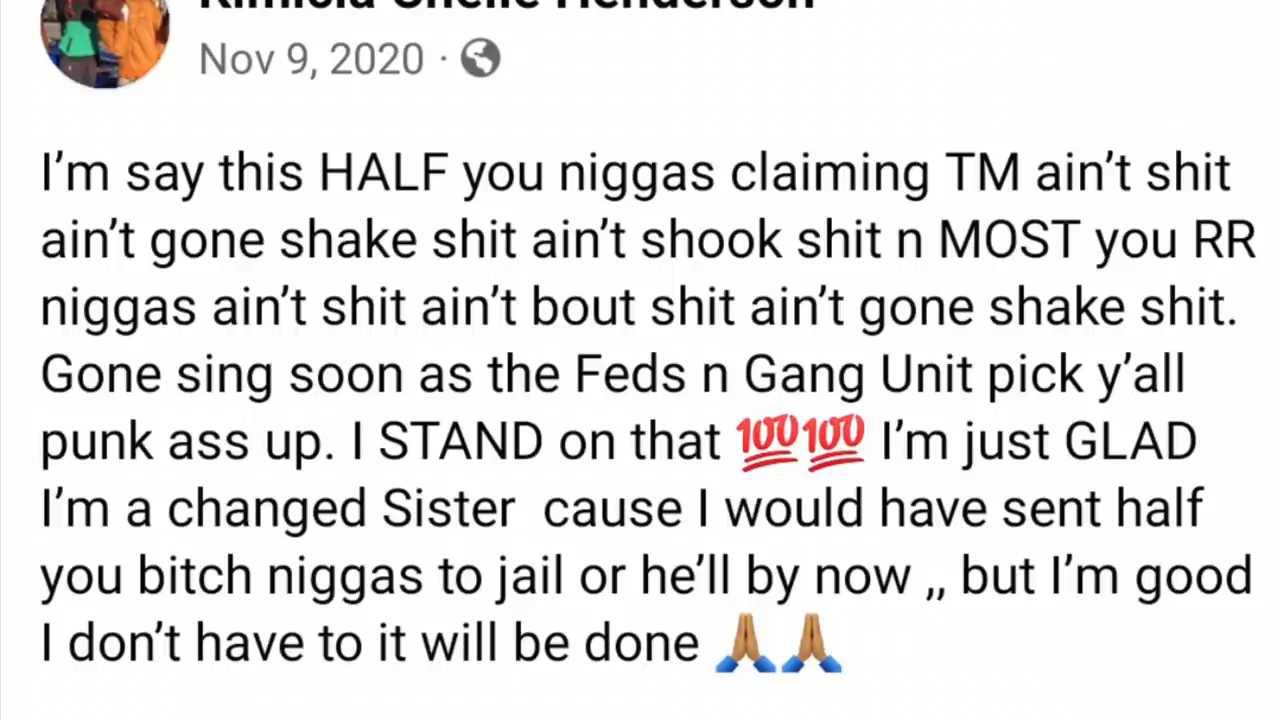 Nov 9, 2020 ·
I’m say this HALF you niggas claiming TM ain’t shit
ain’t gone shake shit ain’t shook shit n MOST you RR
niggas ain’t shit ain’t bout shit ain’t gone shake shit.
Gone sing soon as the Feds n Gang Unit pick y’all
punk ass up. I STAND on that 💯💯 I’m just GLAD
I’m a changed Sister  cause I would have sent half
you bitch niggas to jail or he’ll by now ,, but I’m good
I don’t have to it will be done 🙏🏽🙏🏽